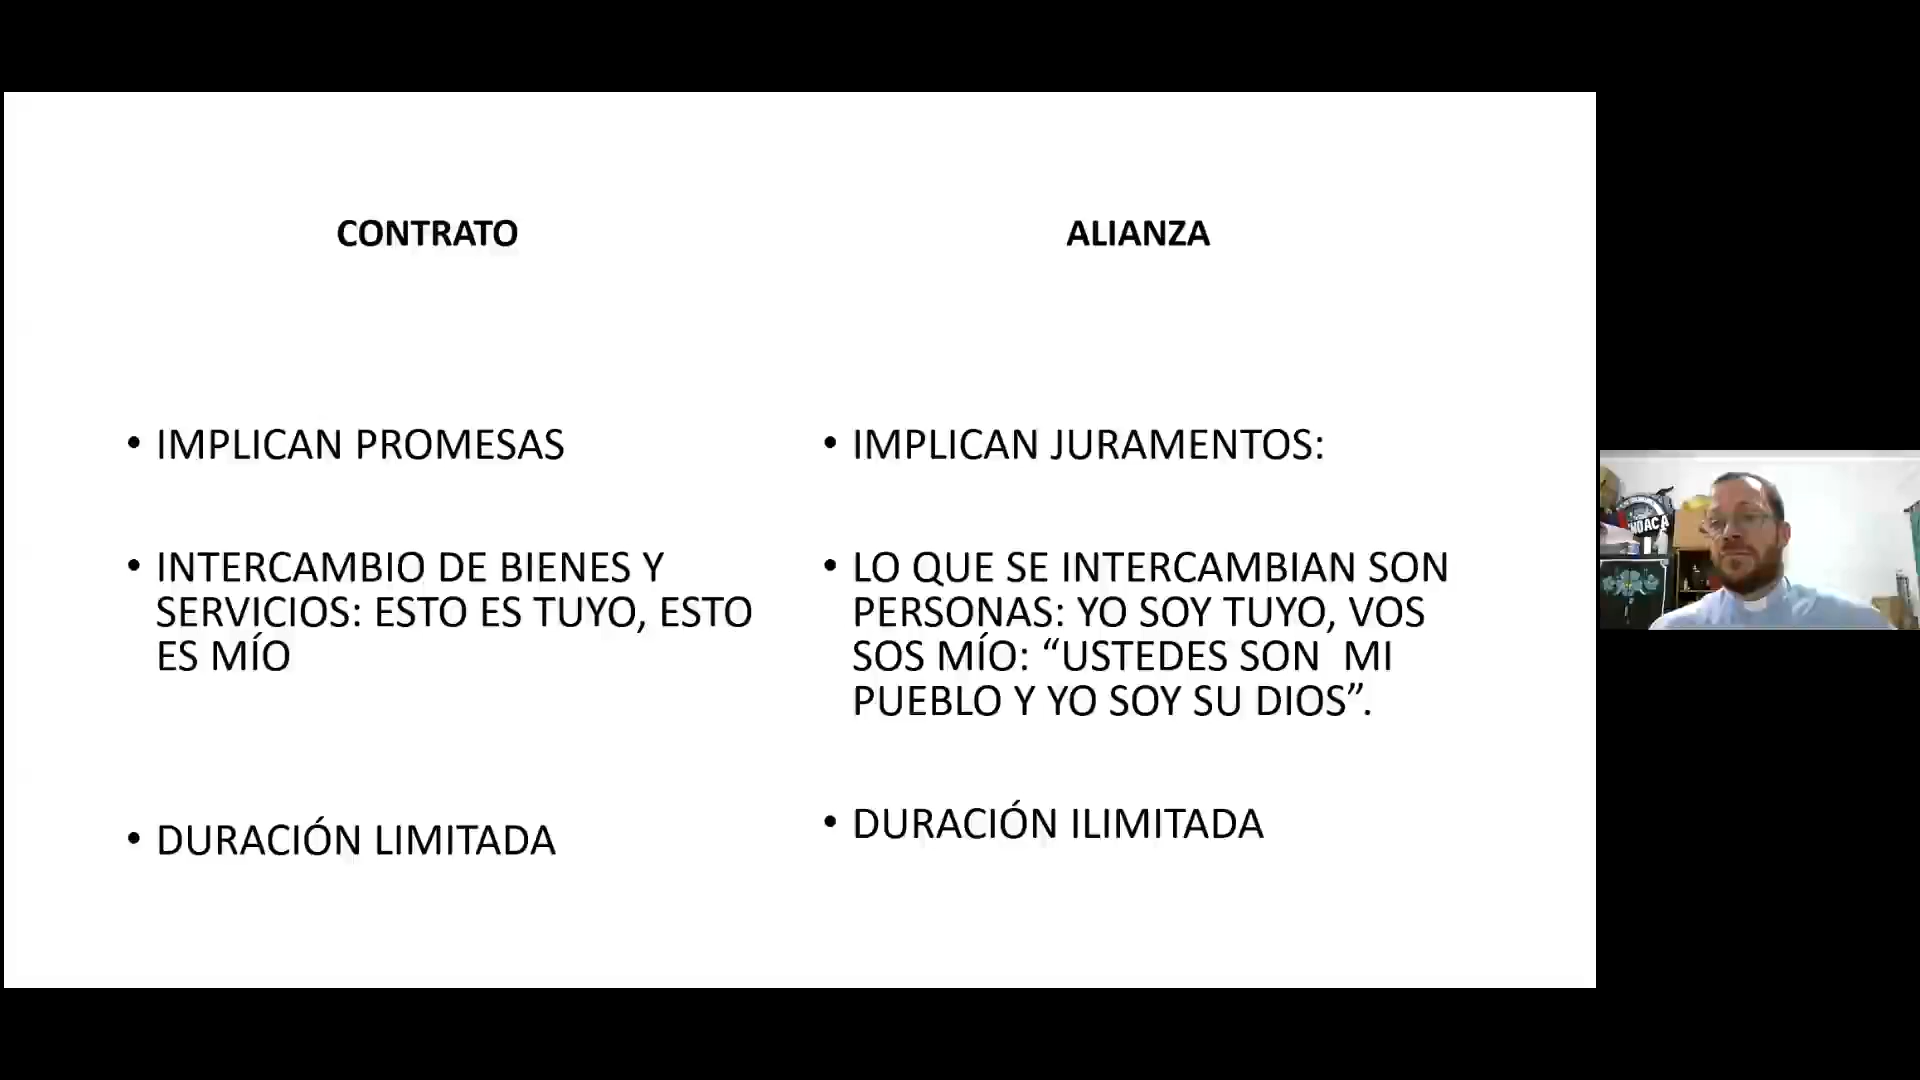 CONTRATO
• IMPLICAN PROMESAS
• INTERCAMBIO DE BIENES Y
SERVICIOS: ESTO ES TUYO, ESTO
ES MÍO
• DURACIÓN LIMITADA
ALIANZA
• IMPLICAN JURAMENTOS:
• LO QUE SE INTERCAMBIAN SON
PERSONAS: YO SOY TUYO, VOS
SOS MÍO: “USTEDES SON  MI
PUEBLO Y YO SOY SU DIOS”.
• DURACIÓN ILIMITADA